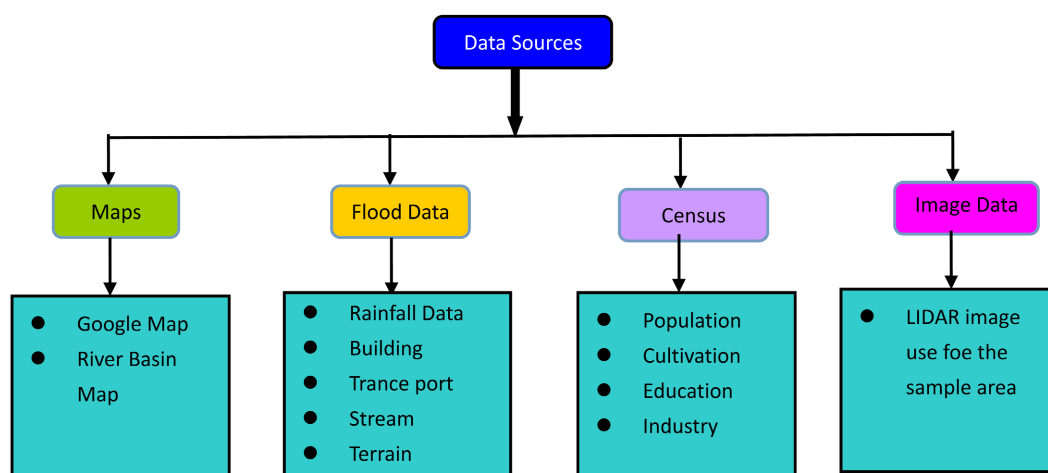 Data Sources
Maps
Flood Data
Census
Image Data
Google Map
River Basin
Map
Rainfall Data
Building
Trance port
Stream
Terrain
Population
Cultivation
Education
Industry
LIDAR image
use foe the
sample area